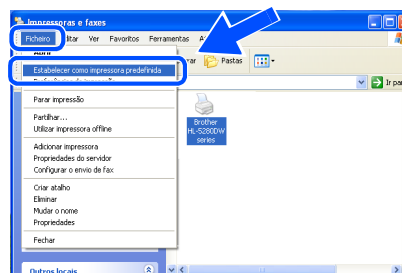 Impressoras e faxes
Ficheiro Editar Ver Favoritos Ferramentas
Abrir
Pastas
Estabelecer como impressora predefinida
Ir par
Parar impressão
Partilhar...
Utilizar impressora offline
Brother
HL-5280DW
series
Adicionar impressora
Propriedades do servidor
Configurar o envio de fax
Criar atalho
Eliminar
Mudar o nome
Propriedades
Fechar
Outros locais